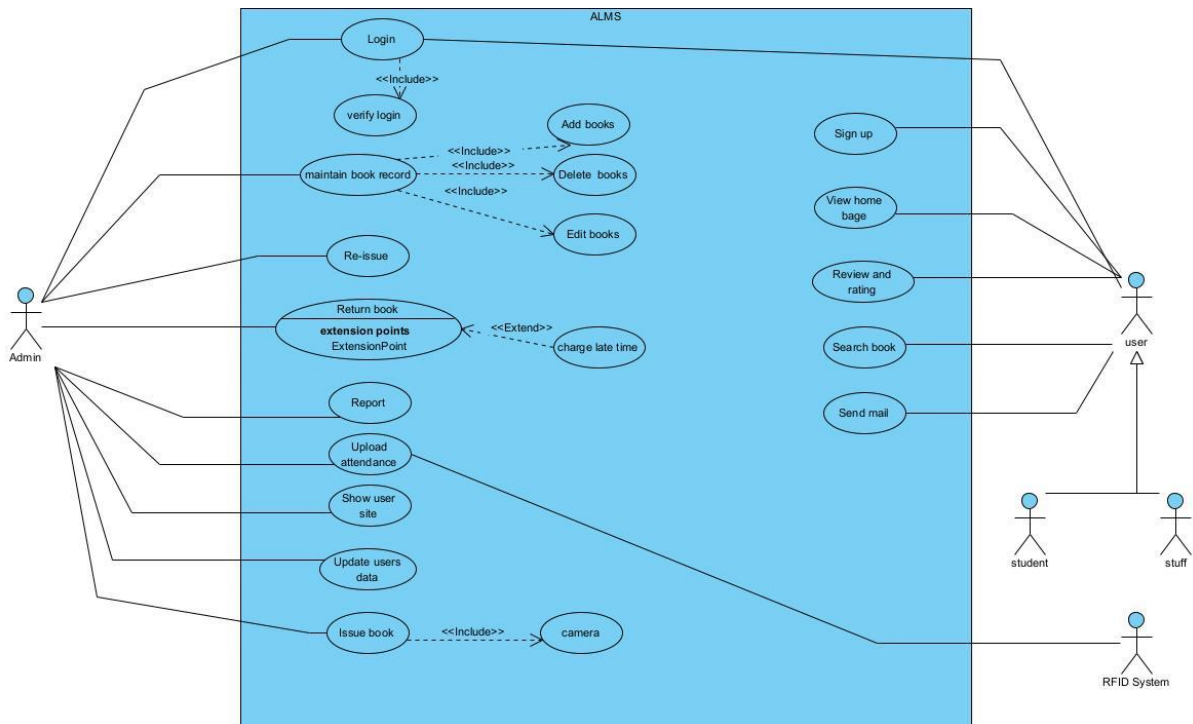 ALMS
Login
<<Include>>
verify login
Add books
<<Include>>
<<Include>>
maintain book record
Delete books
<<Include>>
Edit books
Sign up
View home
bage
Re-issue
Review and
rating
Return book
extension points
ExtensionPoint
<<Extend>>
charge late time
Search book
Admin
user
Report
Send mail
Upload
attendance
Show user
site
student
stuff
Update users
data
Issue book
<<Include>>
camera
RFID System